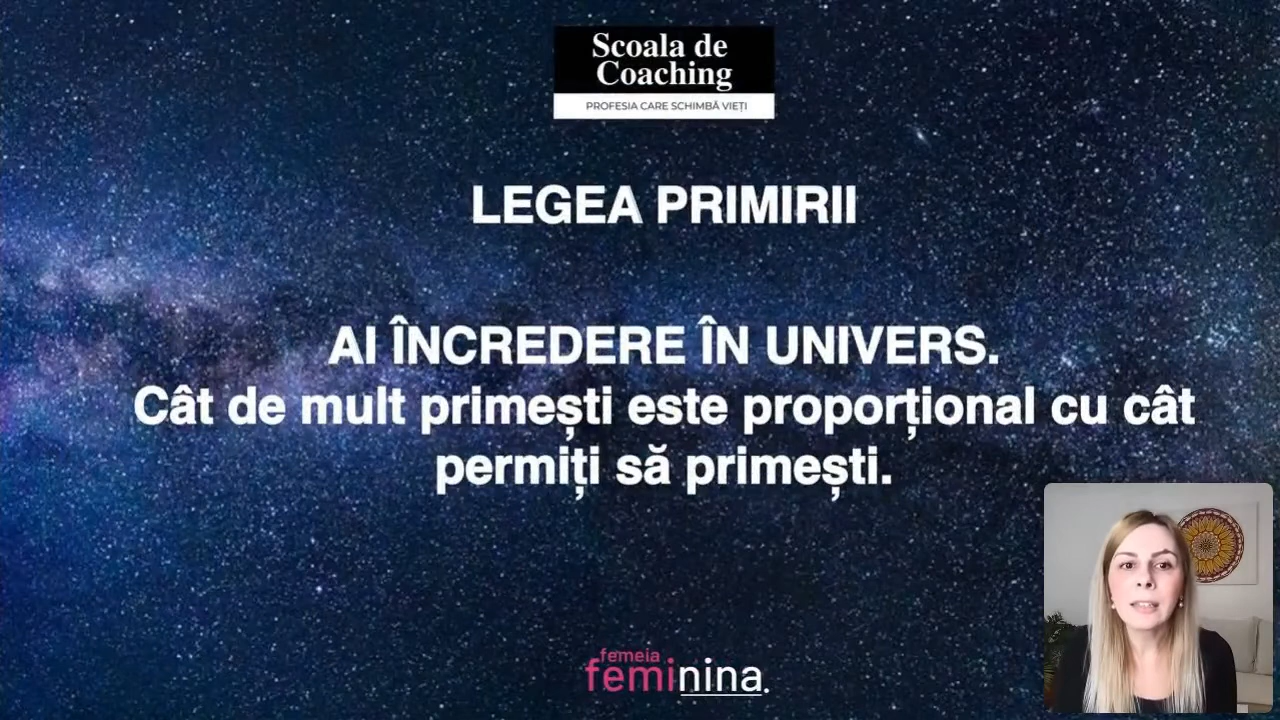 Scoala de
Coaching
PROFESIA CARE SCHIMBĂ VIEȚI
LEGEA PRIMIRII
AI ÎNCREDERE ÎN UNIVERS.
Cât de mult primești este proporțional cu cât
permiți să primești.
femeia
feminina.